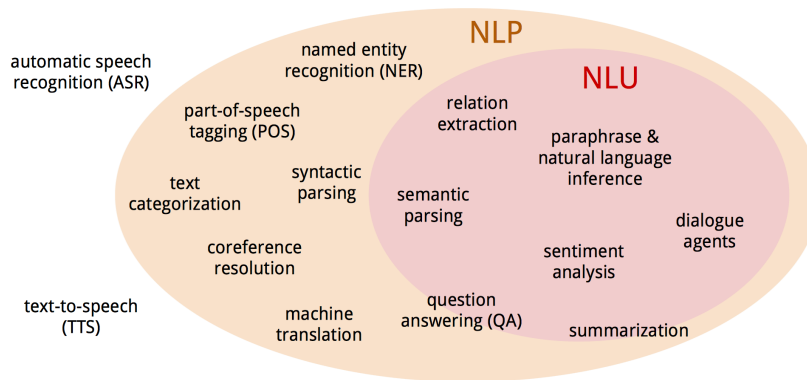 NLP
named entity
recognition (NER)
automatic speech
recognition (ASR)
NLU
relation
extraction
part-of-speech
tagging (POS)
paraphrase &
natural language
inference
syntactic
parsing
text
categorization
semantic
parsing
dialogue
agents
coreference
resolution
sentiment
analysis
text-to-speech
(TTS)
machine
translation
question
answering (QA)
summarization